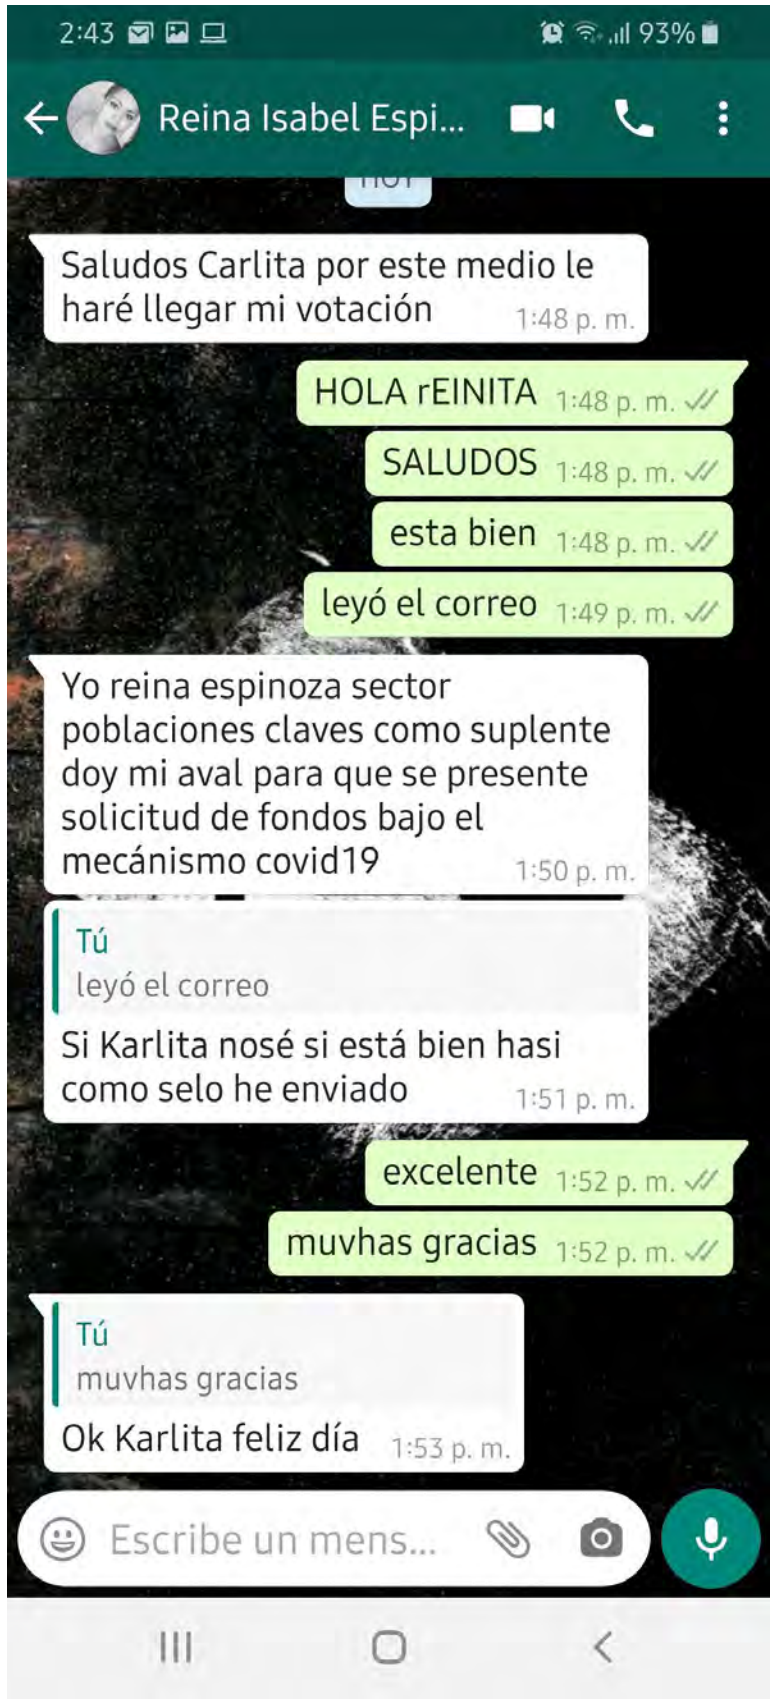 2:43 93%
Reina Isabel Espi...
HOY
Saludos Carlita por este medio le
haré llegar mi votación 1:48 p. m.
HOLA rEINITA 1:48 p. m.
SALUDOS 1:48 p. m.
esta bien 1:48 p. m.
leyó el correo 1:49 p. m.
Yo reina espinoza sector
poblaciones claves como suplente
doy mi aval para que se presente
solicitud de fondos bajo el
mecánismo covid19 1:50 p. m.
Tú
leyó el correo
Si Karlita nosé si está bien hasi
como selo he enviado 1:51 p. m.
excelente 1:52 p. m.
muvhas gracias 1:52 p. m.
Tú
muvhas gracias
Ok Karlita feliz día 1:53 p. m.
Escribe un mens...